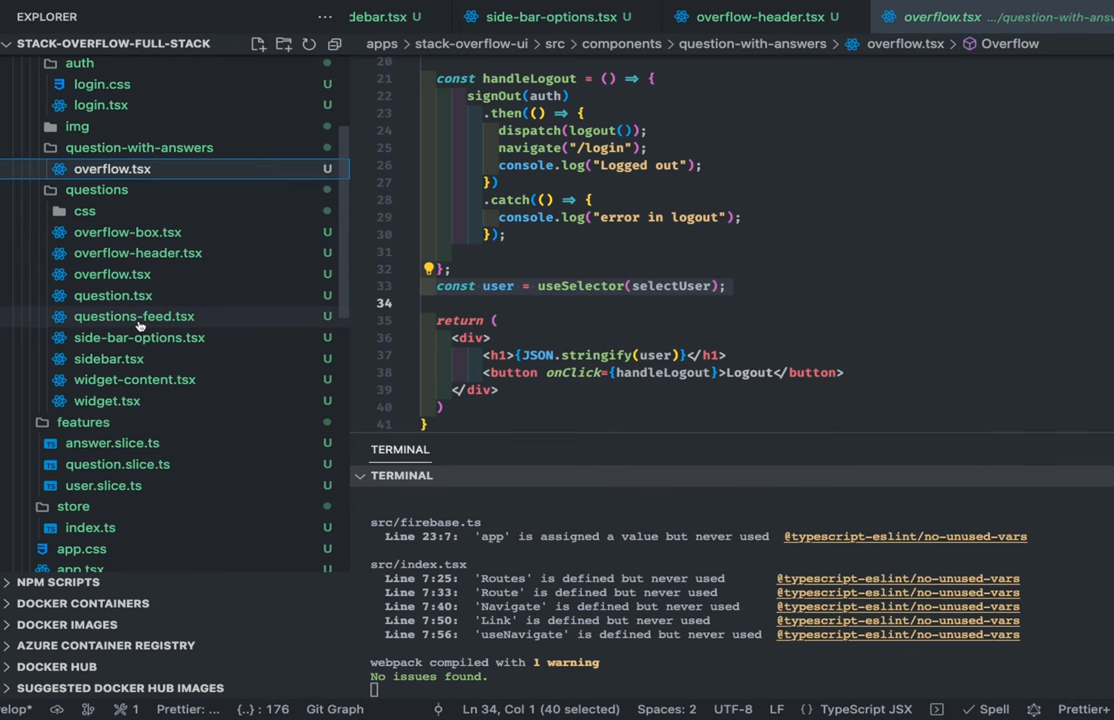 EXPLORER
···
debar.tsx U
side-bar-options.tsx U
overflow-header.tsx U
overflow.tsx .../question-with-answ
STACK-OVERFLOW-FULL-STACK
apps > stack-overflow-ui > src > components > question-with-answers > overflow.tsx > Overflow
auth
login.css U
login.tsx U
img
question-with-answers
overflow.tsx U
questions
css
overflow-box.tsx U
overflow-header.tsx U
overflow.tsx U
question.tsx U
questions-feed.tsx U
side-bar-options.tsx U
sidebar.tsx U
widget-content.tsx U
widget.tsx U
features
answer.slice.ts U
question.slice.ts U
user.slice.ts U
store
index.ts U
app.css U
app.tsx U
NPM SCRIPTS
DOCKER CONTAINERS
DOCKER IMAGES
AZURE CONTAINER REGISTRY
DOCKER HUB
SUGGESTED DOCKER HUB IMAGES
20
21 const handleLogout = () => {
22 signOut(auth)
23 .then(() => {
24 dispatch(logout());
25 navigate("/login");
26 console.log("Logged out");
27 })
28 .catch(() => {
29 console.log("error in logout");
30 });
31
32 };
33 const user = useSelector(selectUser);
34
35 return (
36 <div>
37 <h1>{JSON.stringify(user)}</h1>
38 <button onClick={handleLogout}>Logout</button>
39 </div>
40 )
41 }
TERMINAL
TERMINAL
src/firebase.ts
Line 23:7: 'app' is assigned a value but never used @typescript-eslint/no-unused-vars
src/index.tsx
Line 7:25: 'Routes' is defined but never used @typescript-eslint/no-unused-vars
Line 7:33: 'Route' is defined but never used @typescript-eslint/no-unused-vars
Line 7:40: 'Navigate' is defined but never used @typescript-eslint/no-unused-vars
Line 7:50: 'Link' is defined but never used @typescript-eslint/no-unused-vars
Line 7:56: 'useNavigate' is defined but never used @typescript-eslint/no-unused-vars
webpack compiled with 1 warning
No issues found.
velop* 1 Prettier: ... {..} : 176 Git Graph Ln 34, Col 1 (40 selected) Spaces: 2 UTF-8 LF TypeScript JSX Spell Prettier+